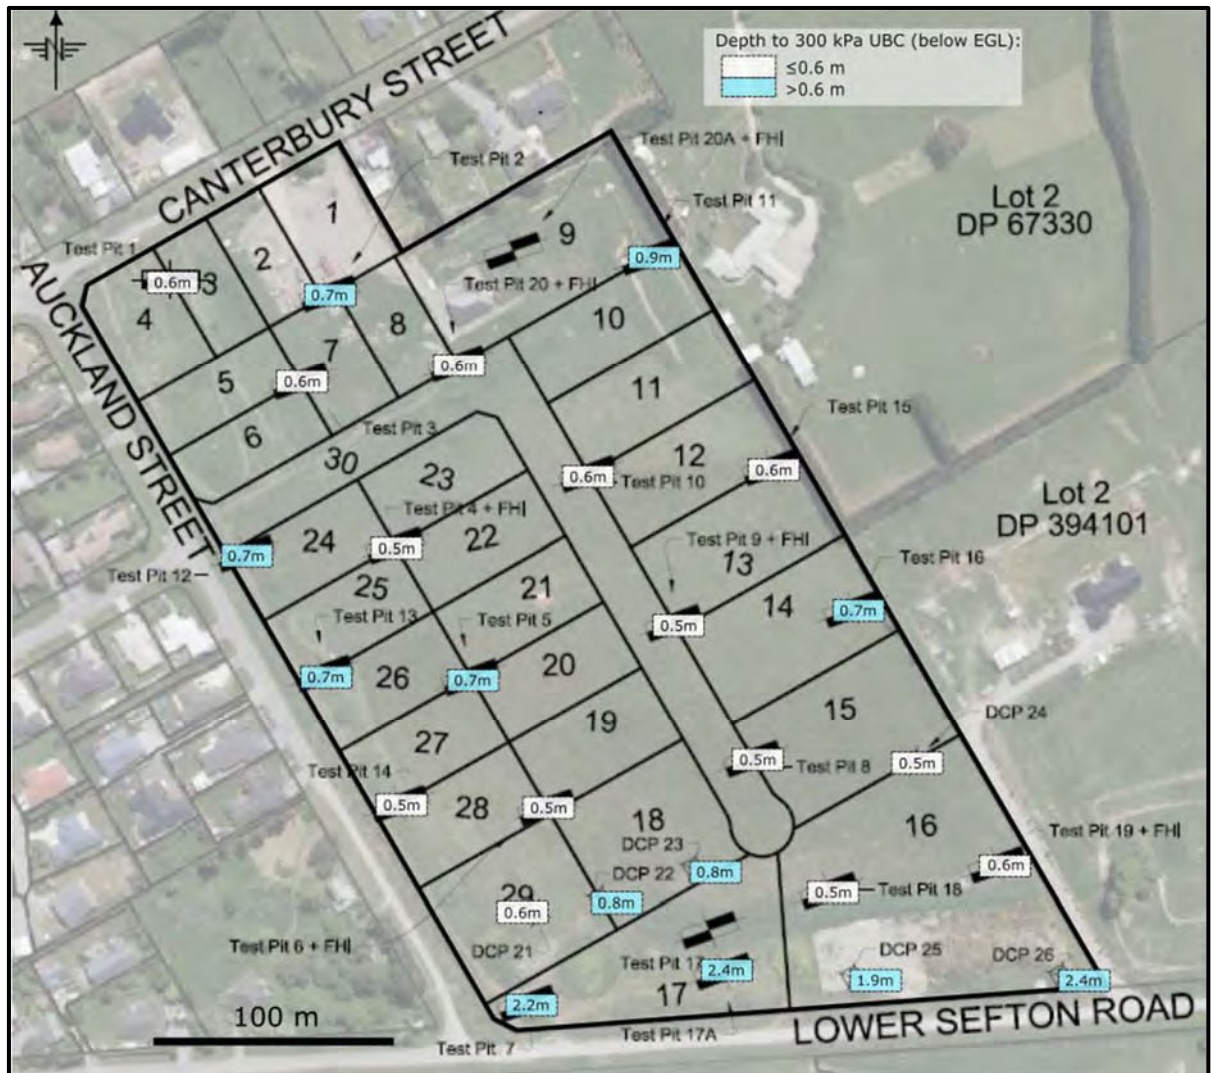 N
CANTERBURY STREET
Depth to 300 kPa UBC (below EGL):
≤0.6 m
>0.6 m
Test Pit 20A + FHI
Test Pit 2
Lot 2
DP 67330
Test Pit 11
1
Test Pit 1
2
9
0.9m
3
0.6m
0.7m
Test Pit 20 + FHI
4
8
10
AUCKLAND STREET
7
0.6m
5
0.6m
11
Test Pit 15
6
Test Pit 3
30
23
12
0.6m
0.6m
Test Pit 10
Lot 2
DP 394101
Test Pit 4 + FHI
24
0.5m
22
Test Pit 9 + FHI
0.7m
13
Test Pit 16
Test Pit 12
25
21
14
0.7m
Test Pit 13
Test Pit 5
0.5m
0.7m
26
0.7m
20
15
DCP 24
27
19
0.5m
Test Pit 8
0.5m
Test Pit 14
0.5m
28
0.5m
18
16
Test Pit 19 + FHI
DCP 23
0.8m
DCP 22
0.6m
29
0.6m
0.8m
0.5m
Test Pit 18
Test Pit 6 + FHI
DCP 21
Test Pit 17
2.4m
DCP 25
1.9m
DCP 26
2.4m
2.2m
17
100 m
Test Pit 7
Test Pit 17A
LOWER SEFTON ROAD